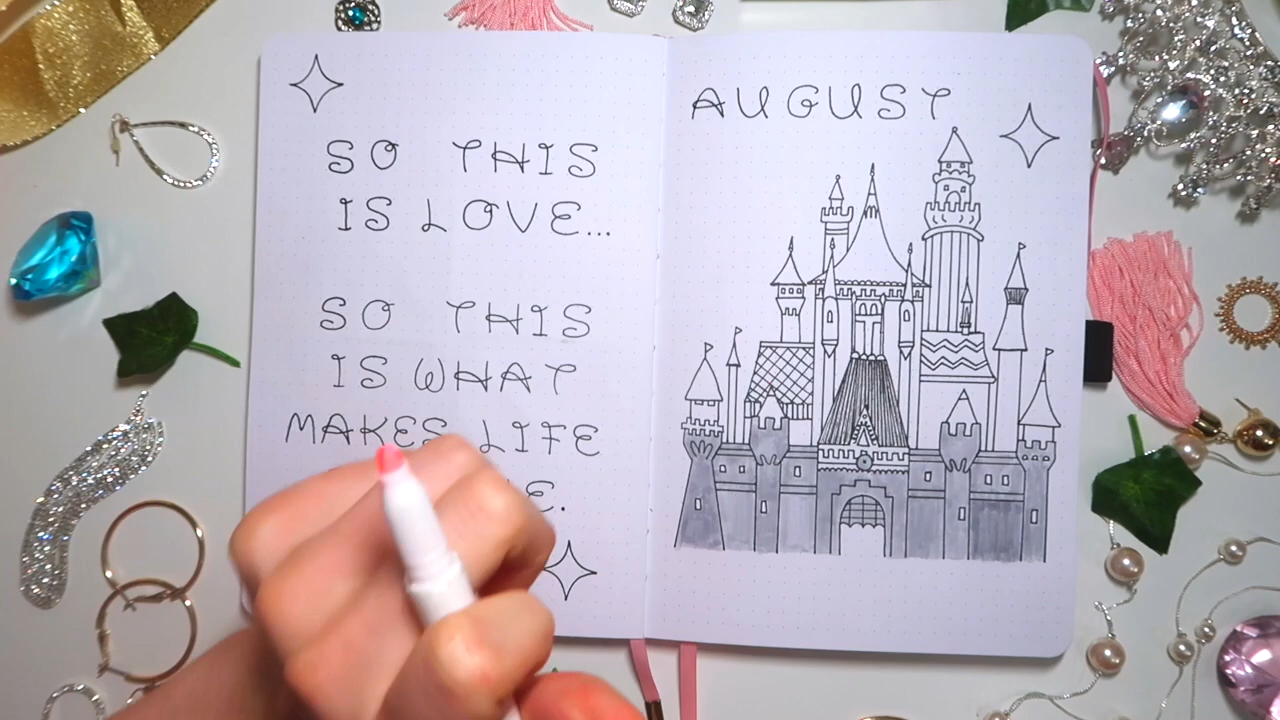 SO THIS
IS LOVE...
SO THIS
IS WHAT
MAKES LIFE
AUGUST